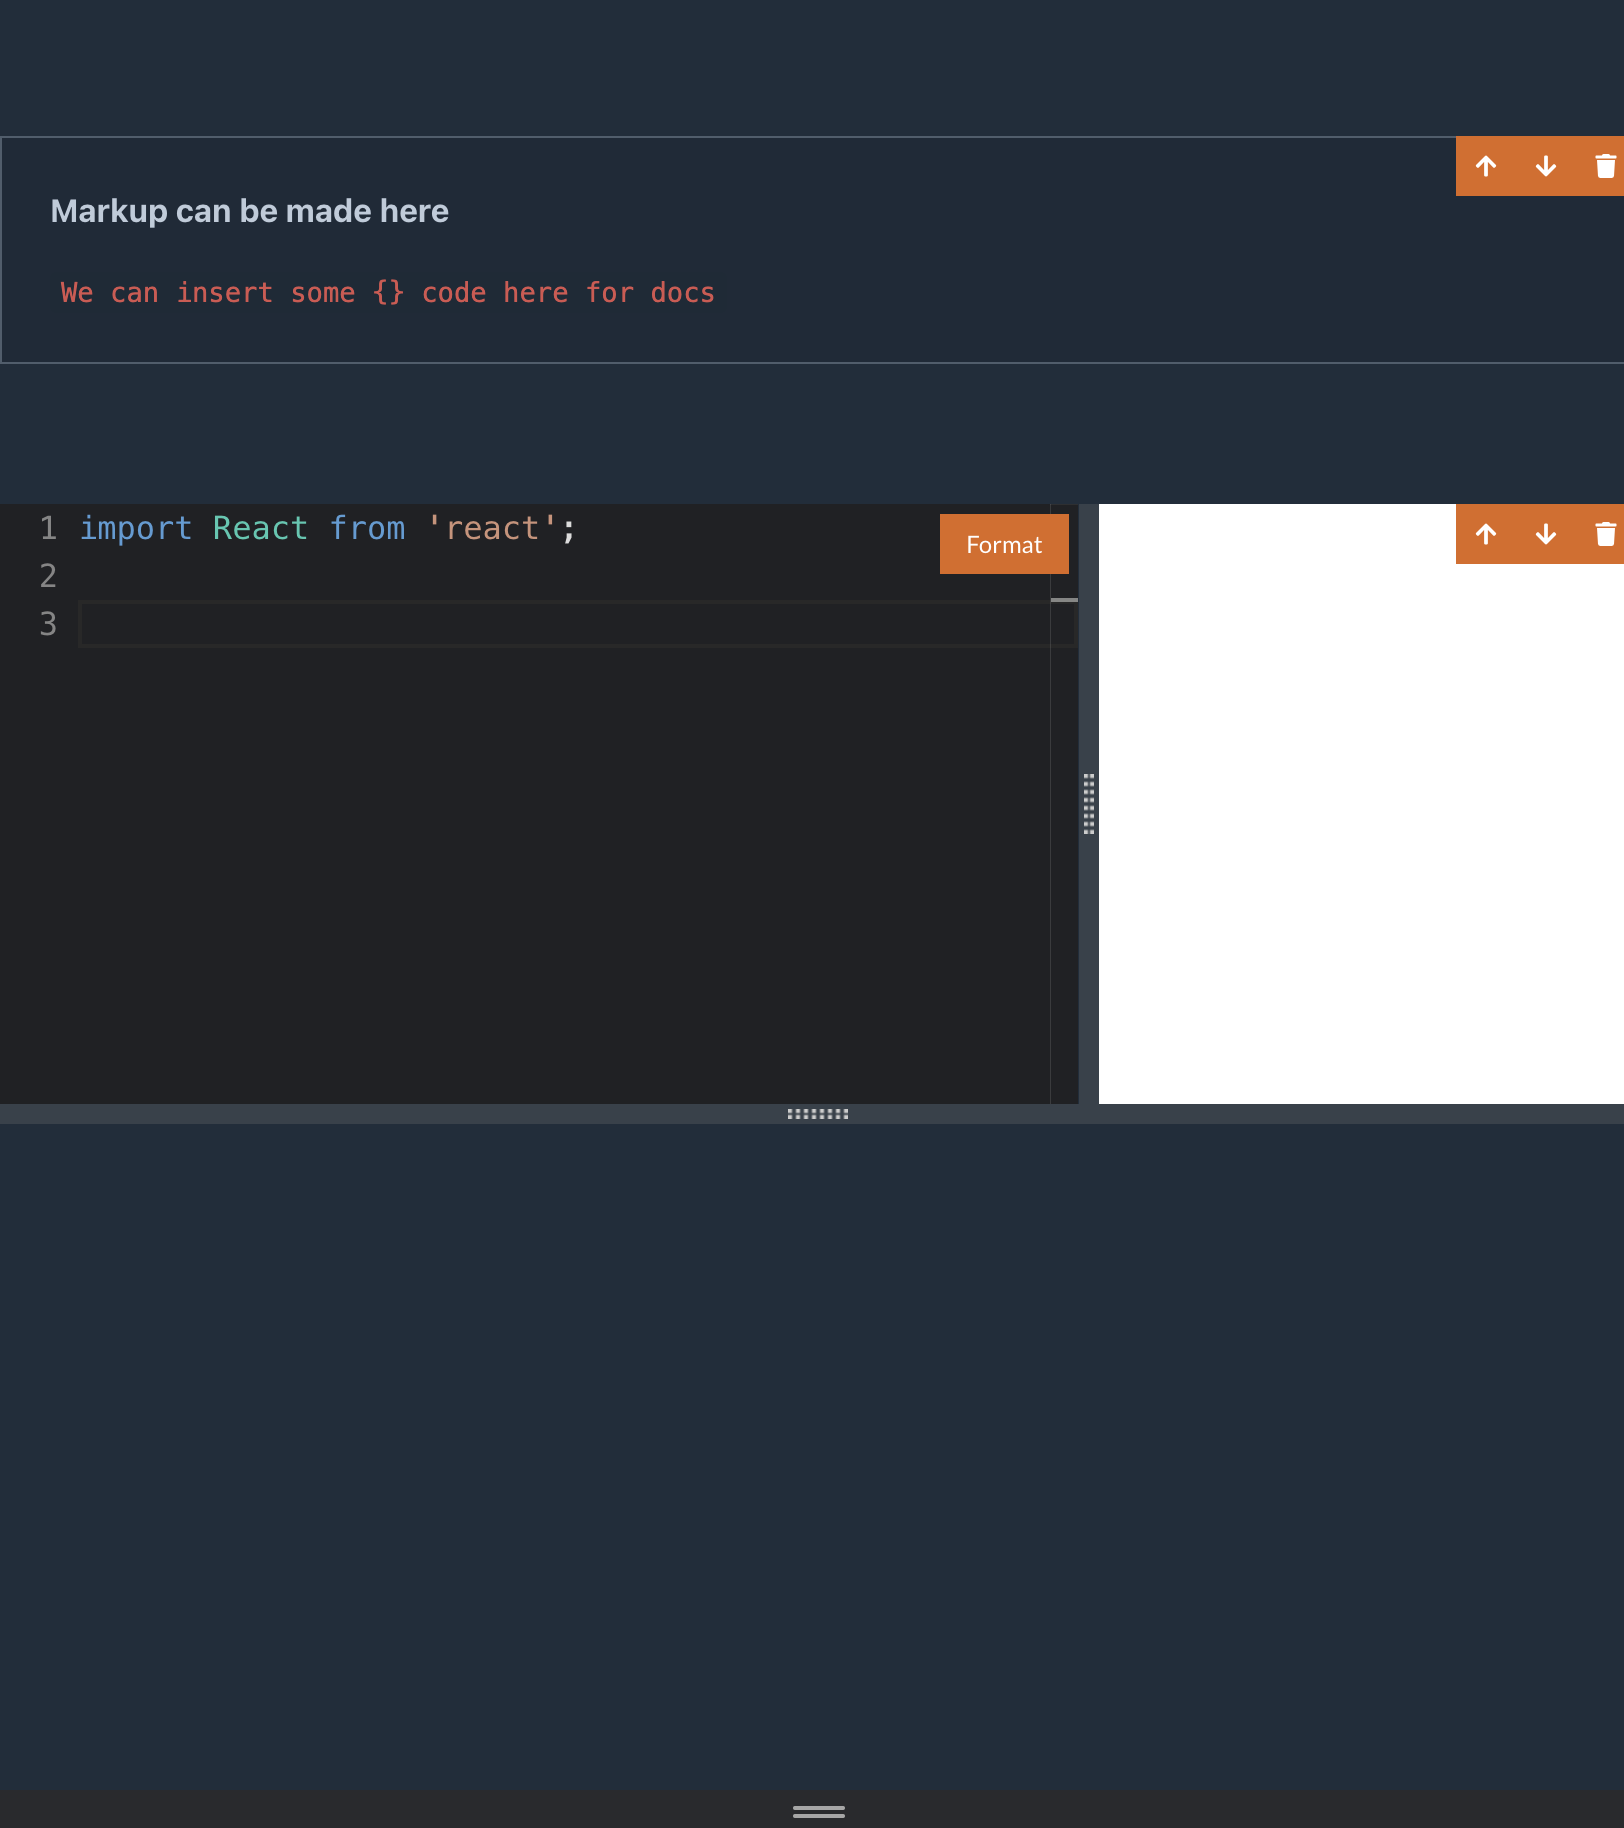 Markup can be made here
We can insert some {} code here for docs
1 import React from 'react';
Format
2
3